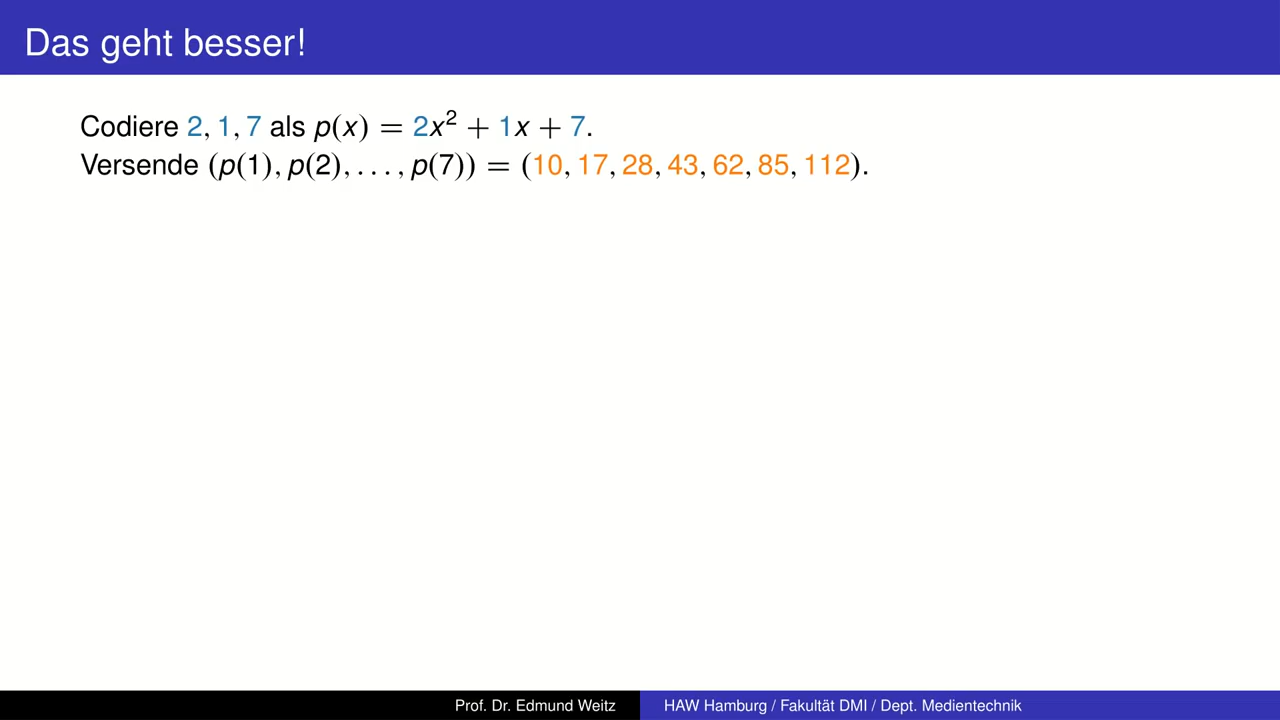 Das geht besser!
Codiere 2, 1, 7 als p(x) = 2x² + 1x + 7.
Versende (p(1), p(2), . . . , p(7)) = (10, 17, 28, 43, 62, 85, 112).
Prof. Dr. Edmund Weitz HAW Hamburg / Fakultät DMI / Dept. Medientechnik